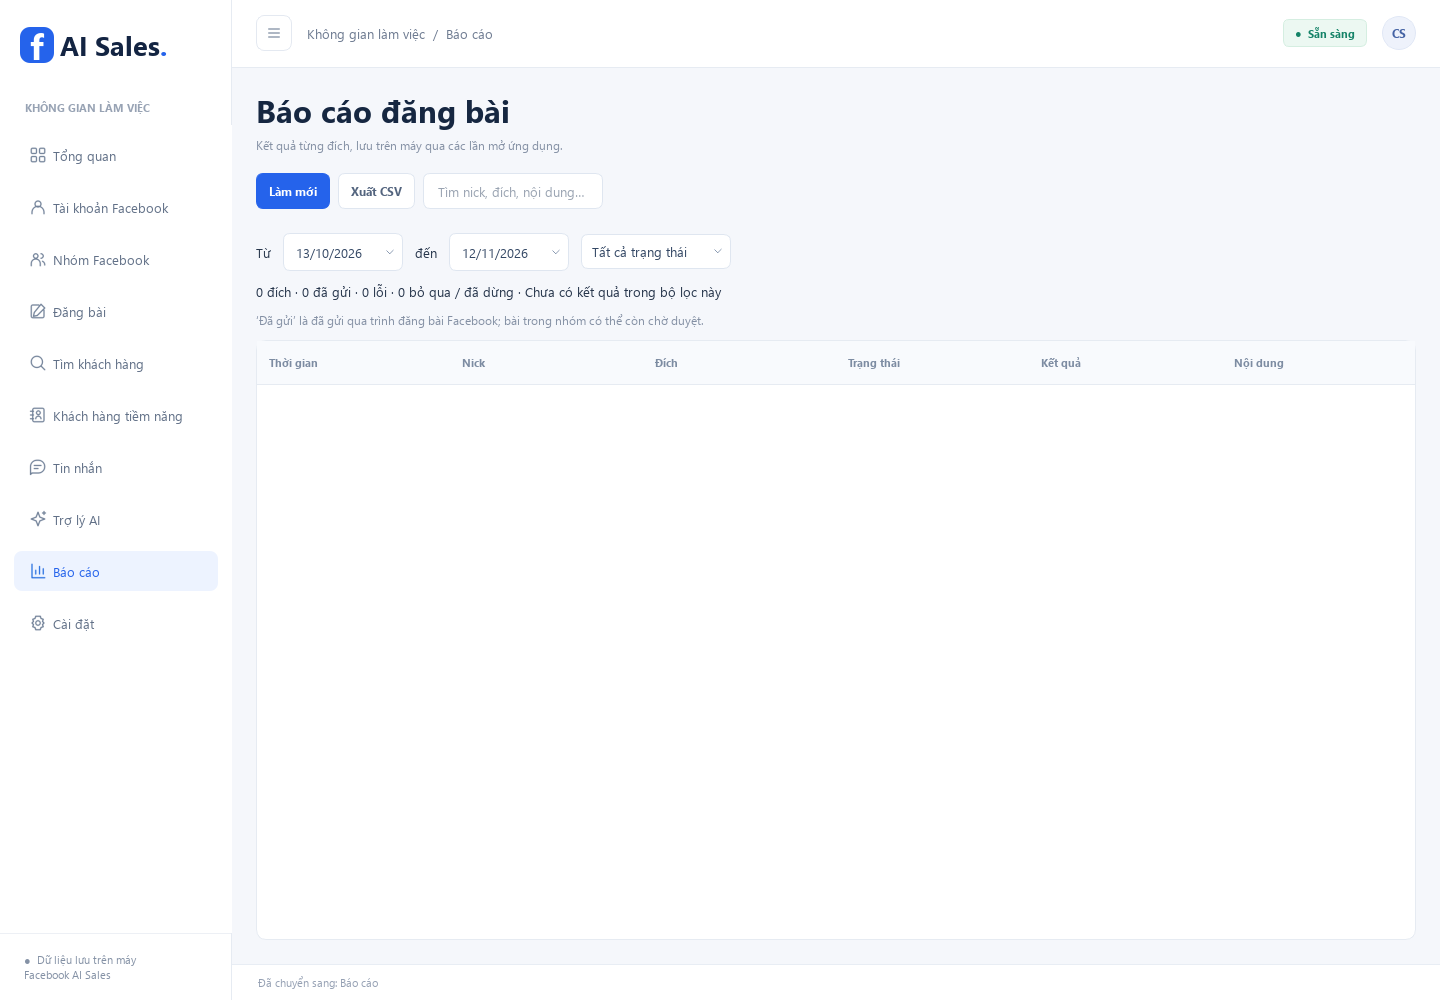 f AI Sales.
KHÔNG GIAN LÀM VIỆC
Tổng quan
Tài khoản Facebook
Nhóm Facebook
Đăng bài
Tìm khách hàng
Khách hàng tiềm năng
Tin nhắn
Trợ lý AI
Báo cáo
Cài đặt
● Dữ liệu lưu trên máy
Facebook AI Sales
Không gian làm việc / Báo cáo
● Sẵn sàng
CS
Báo cáo đăng bài
Kết quả từng đích, lưu trên máy qua các lần mở ứng dụng.
Làm mới Xuất CSV Tìm nick, đích, nội dung...
Từ 13/10/2026 đến 12/11/2026 Tất cả trạng thái
0 đích · 0 đã gửi · 0 lỗi · 0 bỏ qua / đã dừng · Chưa có kết quả trong bộ lọc này
‘Đã gửi’ là đã gửi qua trình đăng bài Facebook; bài trong nhóm có thể còn chờ duyệt.
Thời gian Nick Đích Trạng thái Kết quả Nội dung
Đã chuyển sang: Báo cáo